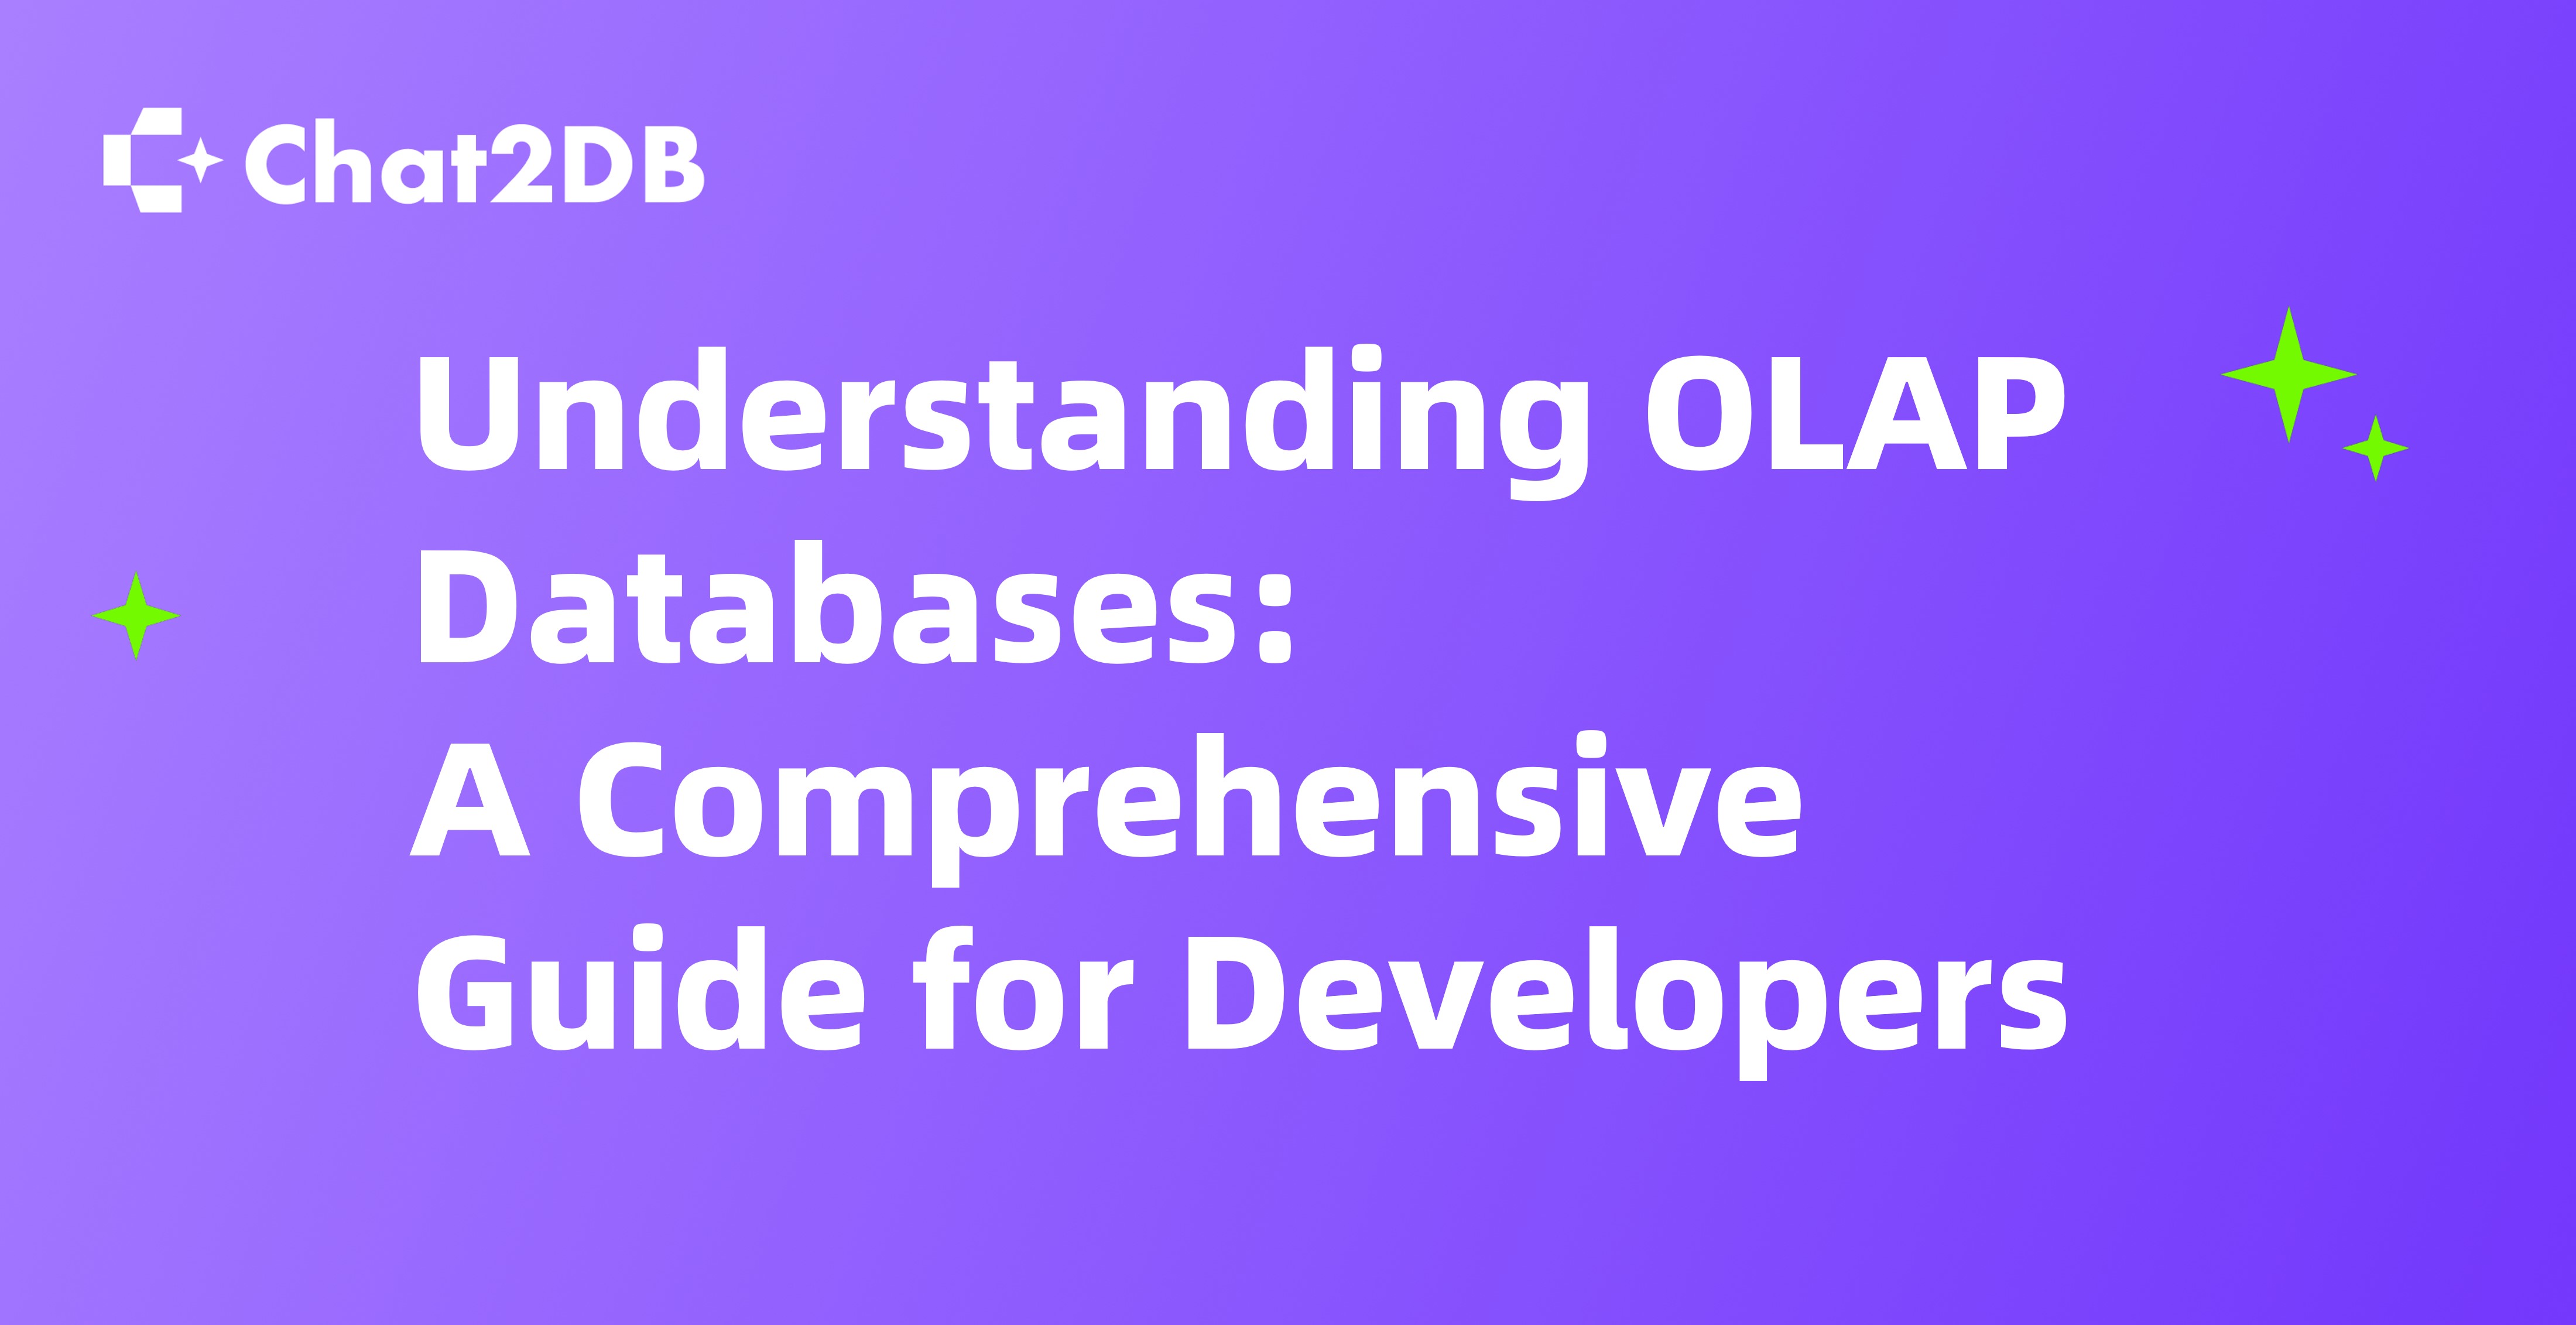 Chat2DB
Understanding OLAP
Databases:
A Comprehensive
Guide for Developers